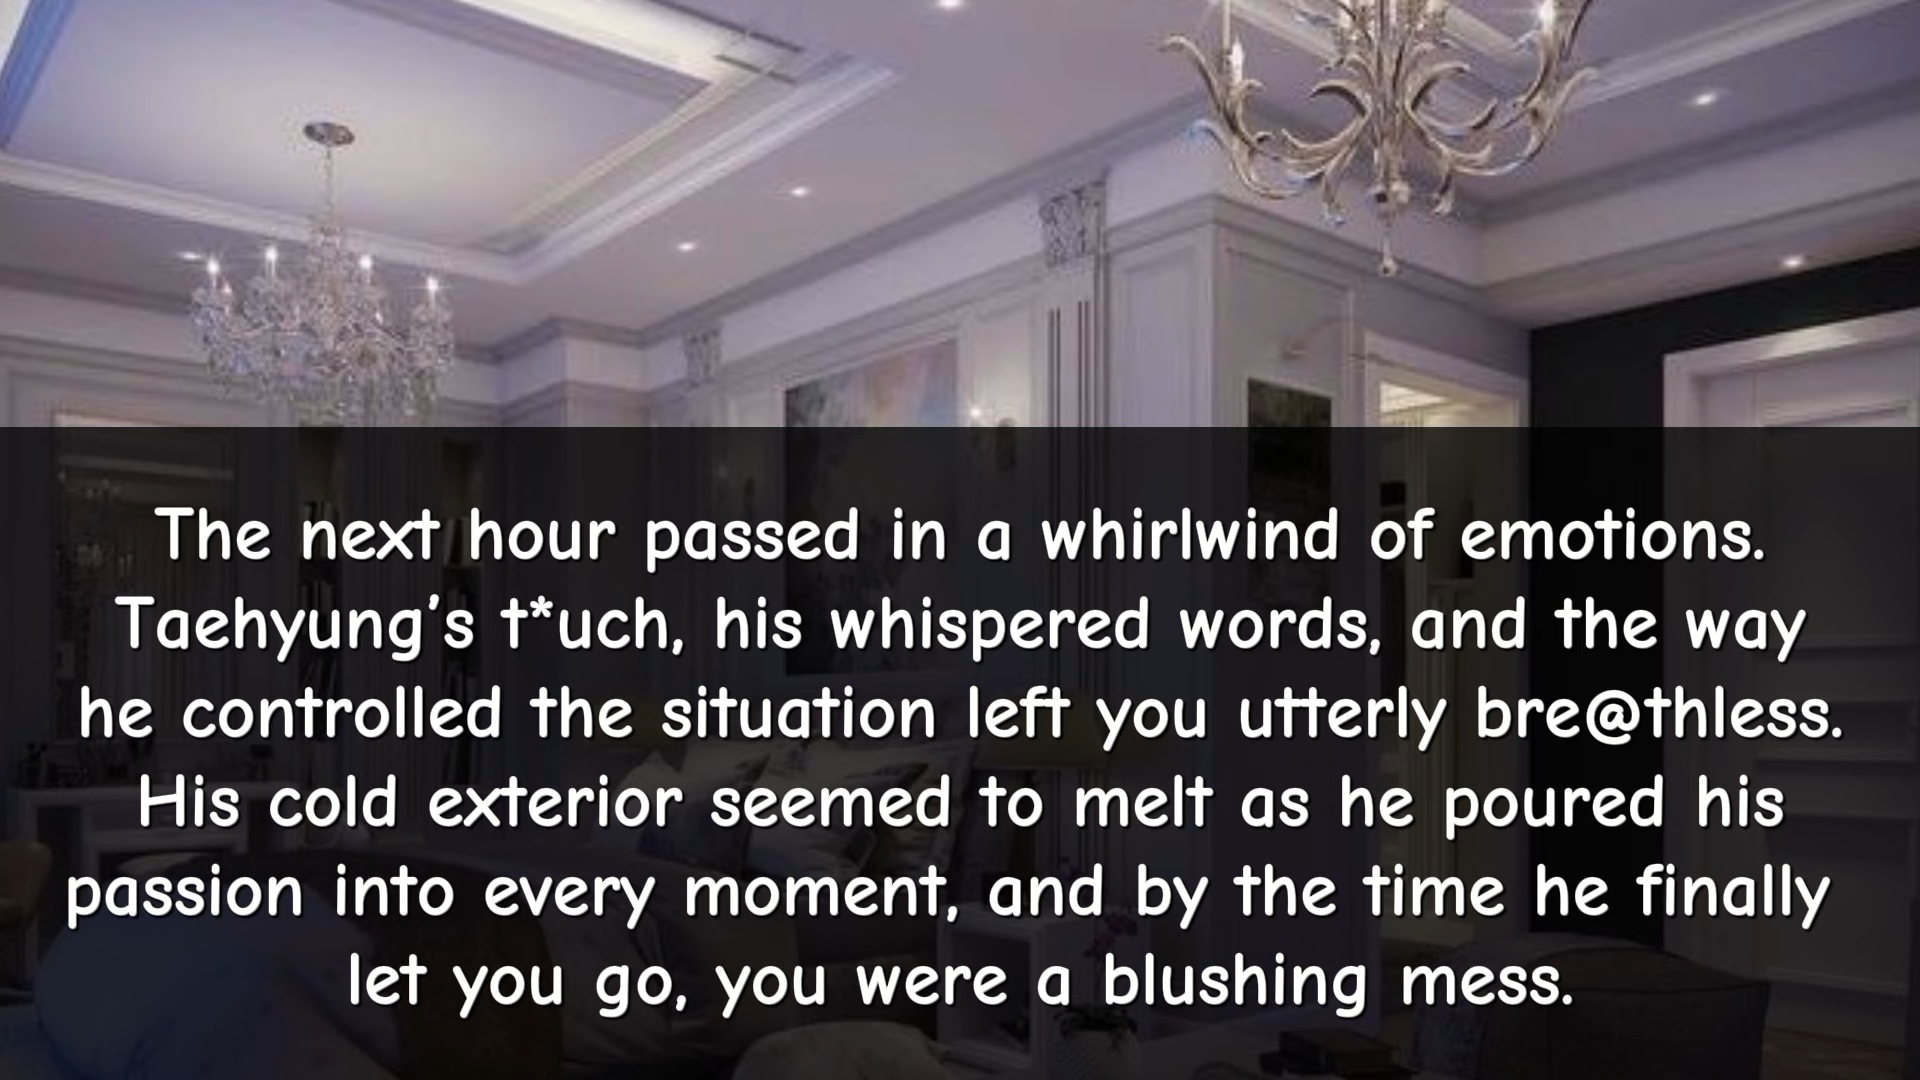 The next hour passed in a whirlwind of emotions.
Taehyung’s t*uch, his whispered words, and the way
he controlled the situation left you utterly bre@thless.
His cold exterior seemed to melt as he poured his
passion into every moment, and by the time he finally
let you go, you were a blushing mess.